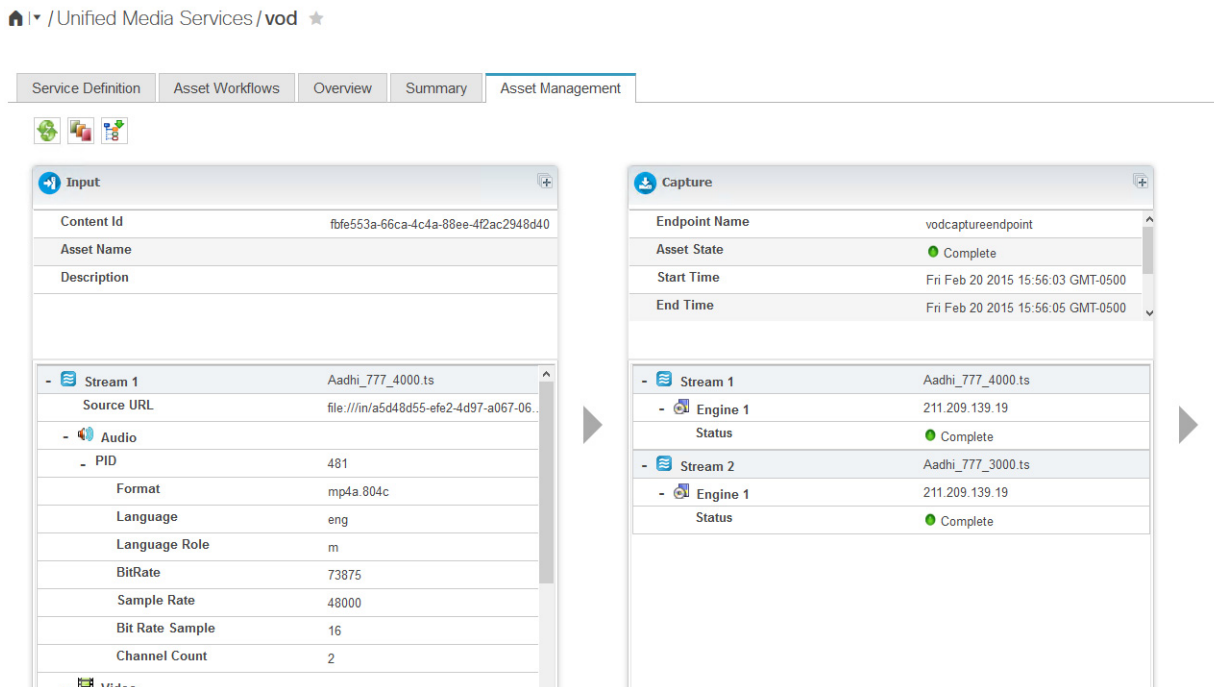 / Unified Media Services / vod
Service Definition Asset Workflows Overview Summary Asset Management
Input
Content Id fbfe553a-66ca-4c4a-88ee-4f2ac2948d40
Asset Name
Description
- Stream 1 Aadhi_777_4000.ts
Source URL file:///in/a5d48d55-efe2-4d97-a067-06..
- Audio
- PID 481
Format mp4a.804c
Language eng
Language Role m
BitRate 73875
Sample Rate 48000
Bit Rate Sample 16
Channel Count 2
Video
Capture
Endpoint Name vodcaptureendpoint
Asset State Complete
Start Time Fri Feb 20 2015 15:56:03 GMT-0500
End Time Fri Feb 20 2015 15:56:05 GMT-0500
- Stream 1 Aadhi_777_4000.ts
- Engine 1 211.209.139.19
Status Complete
- Stream 2 Aadhi_777_3000.ts
- Engine 1 211.209.139.19
Status Complete